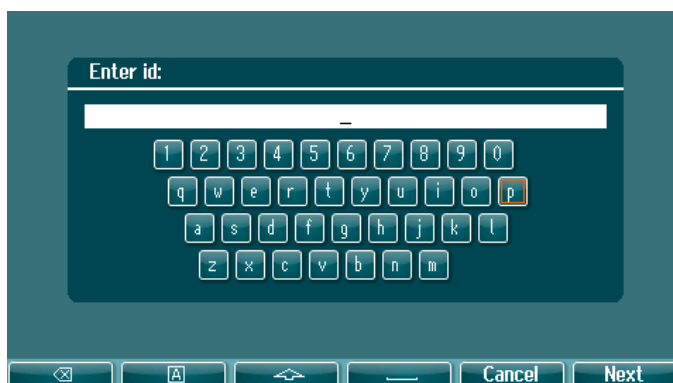 Enter id:
_
1 2 3 4 5 6 7 8 9 0
q w e r t y u i o p
a s d f g h j k l
z x c v b n m
A Cancel Next